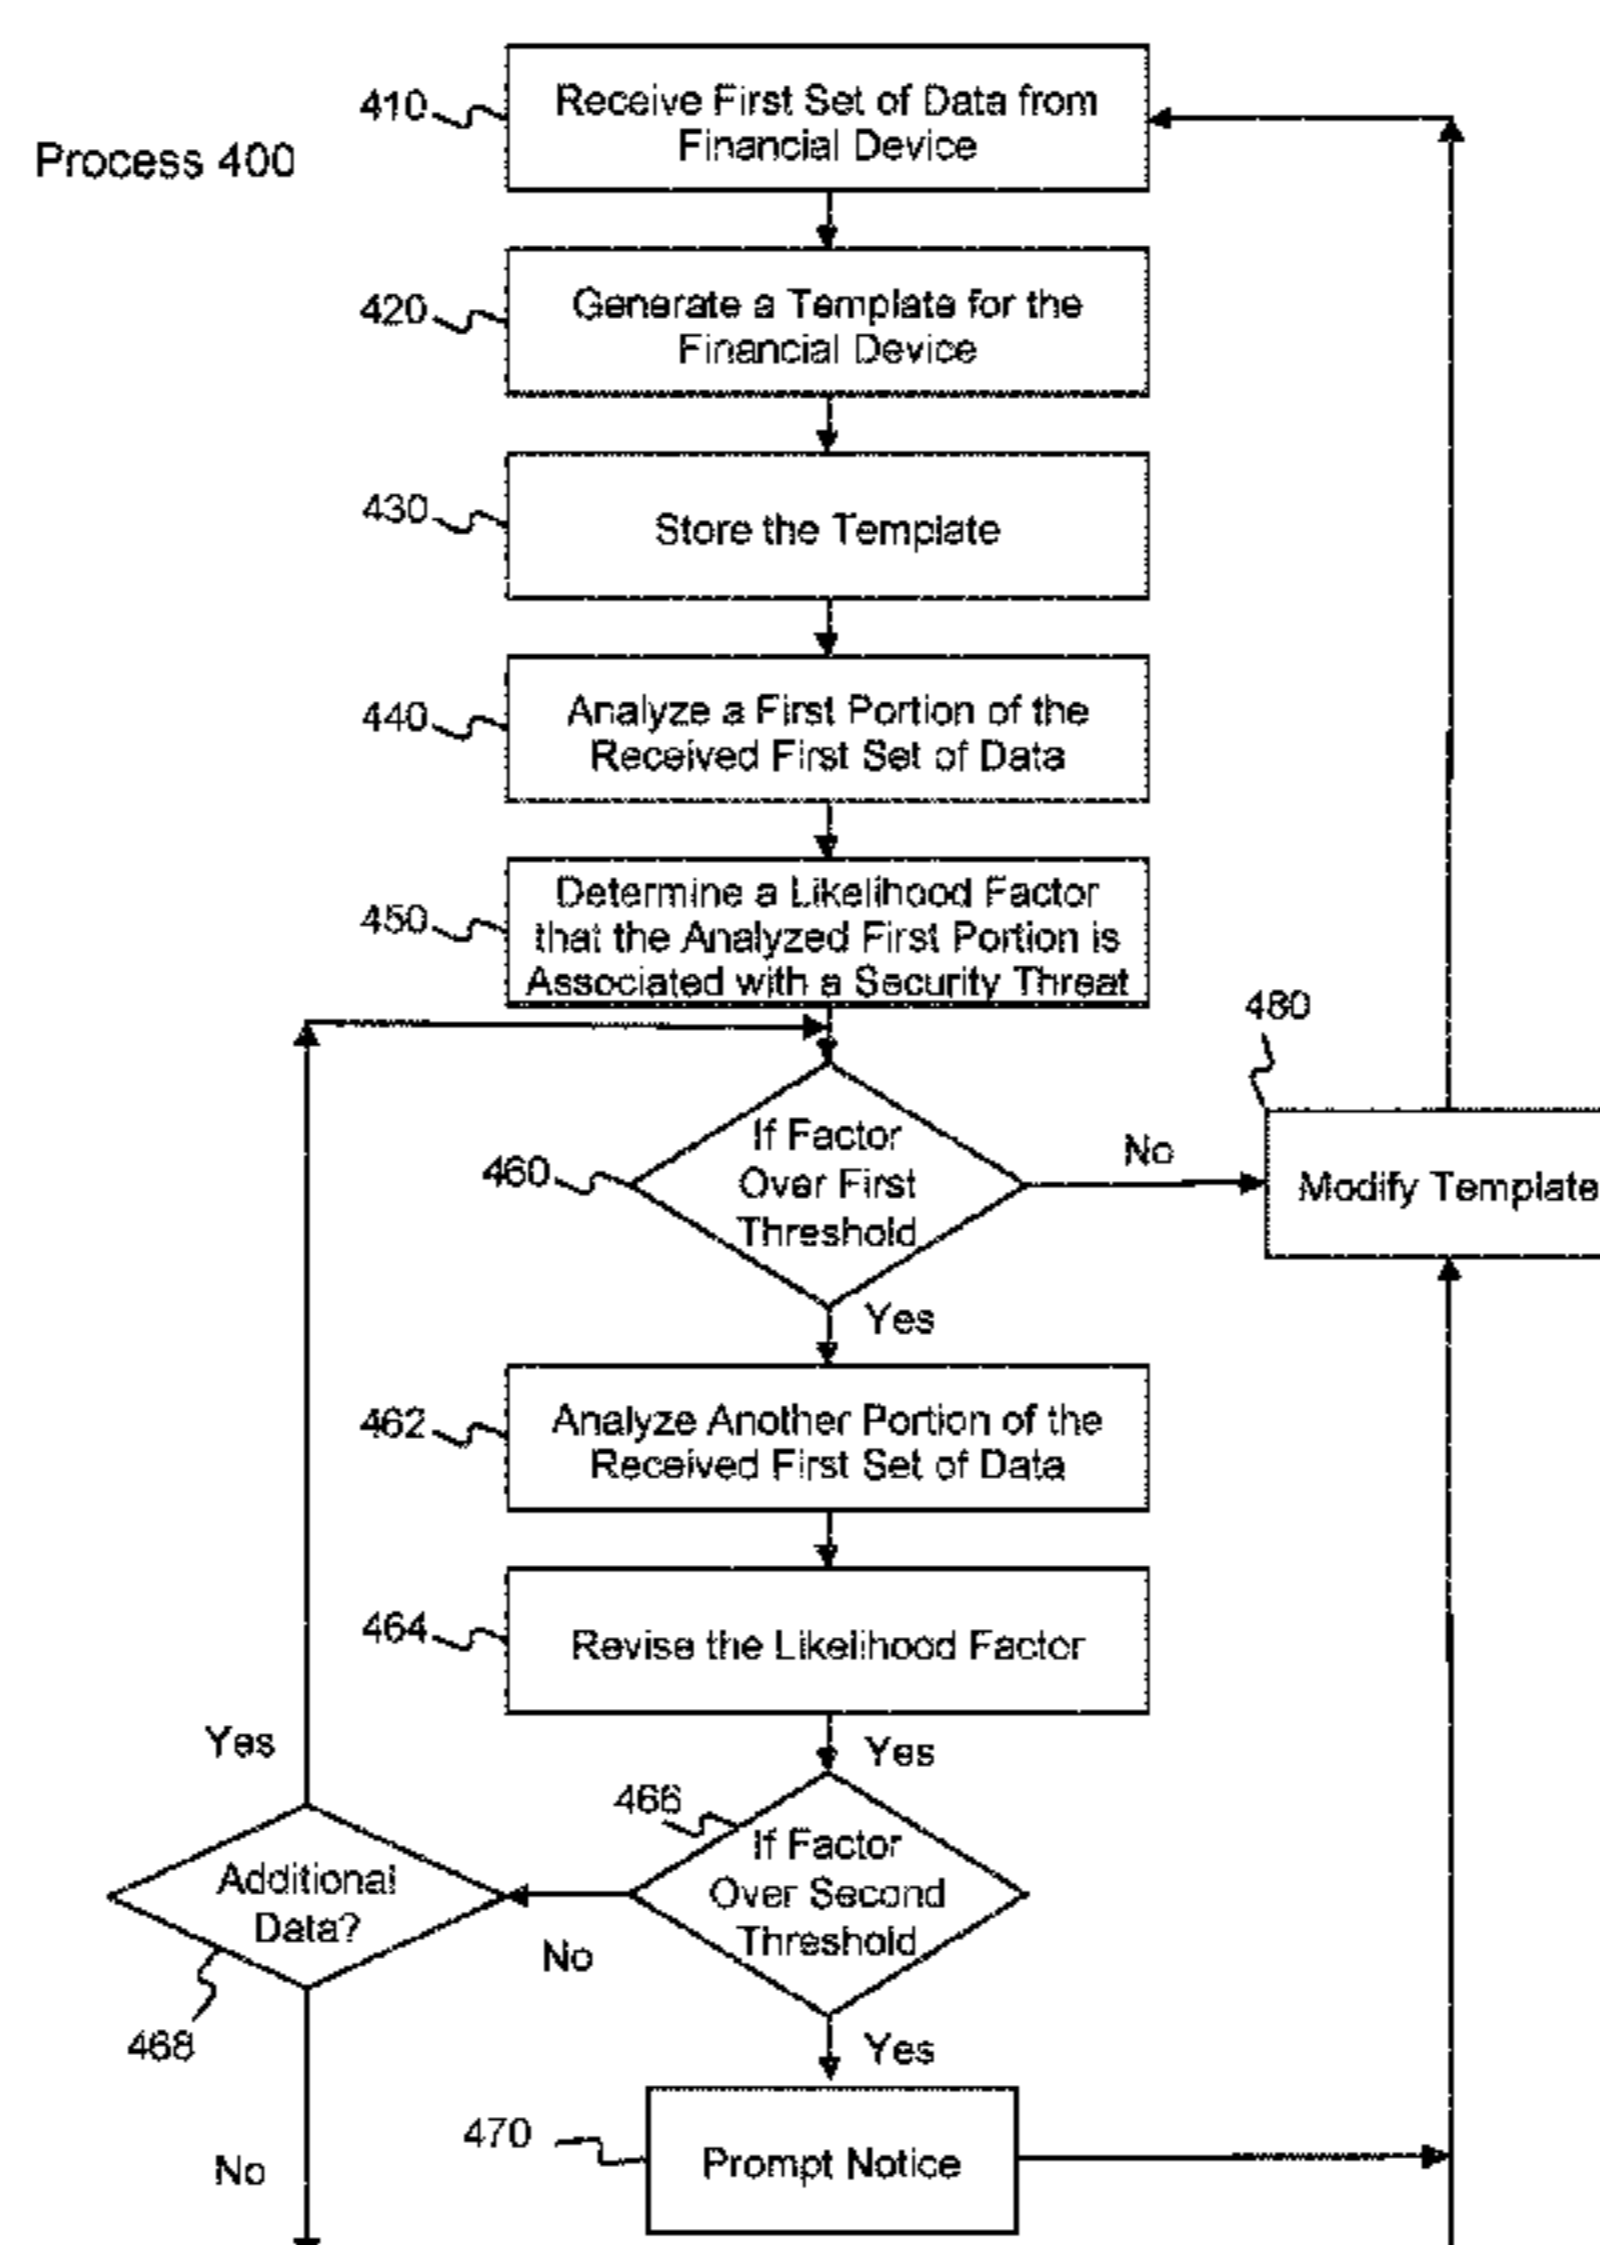 Process 400
410
Receive First Set of Data from
Financial Device
420
Generate a Template for the
Financial Device
430
Store the Template
440
Analyze a First Portion of the
Received First Set of Data
450
Determine a Likelihood Factor
that the Analyzed First Portion is
Associated with a Security Threat
460
If Factor
Over First
Threshold
No
480
Modify Template
Yes
462
Analyze Another Portion of the
Received First Set of Data
464
Revise the Likelihood Factor
Yes
466
If Factor
Over Second
Threshold
No
Additional
Data?
468
Yes
No
Yes
470
Prompt Notice